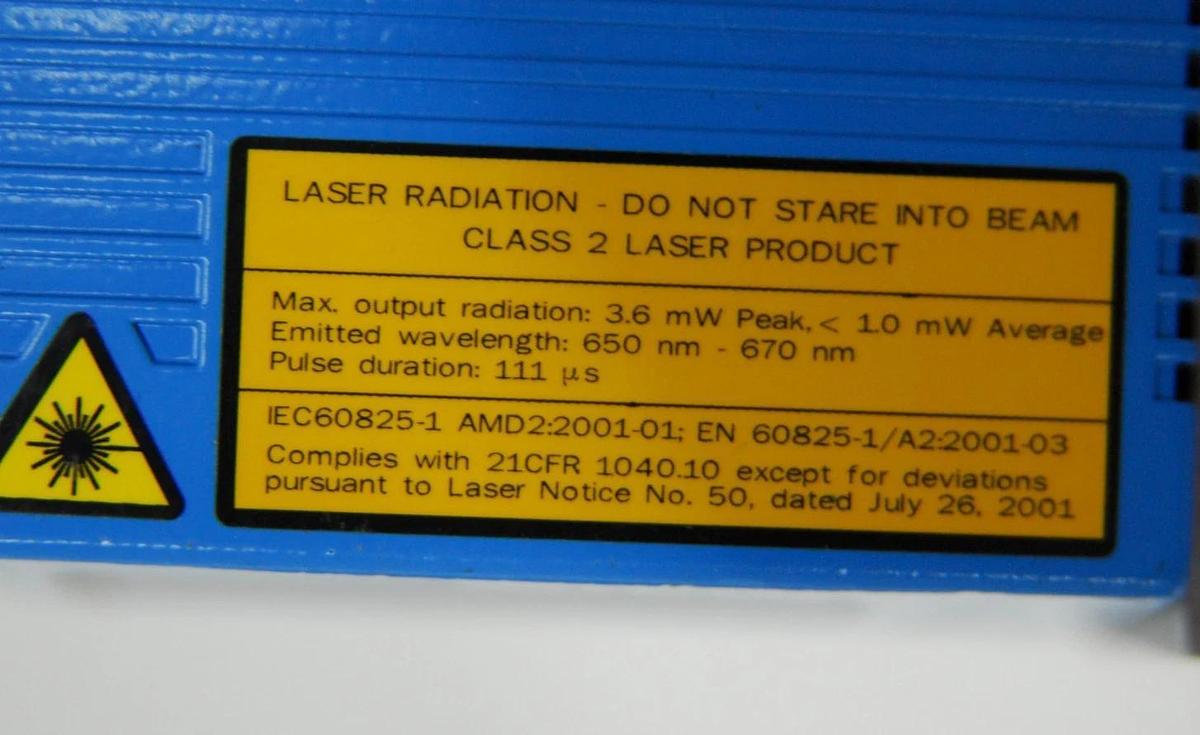 LASER RADIATION - DO NOT STARE INTO BEAM
CLASS 2 LASER PRODUCT
Max. output radiation: 3.6 mW Peak, < 1.0 mW Average
Emitted wavelength: 650 nm - 670 nm
Pulse duration: 111 µs
IEC60825-1 AMD2:2001-01; EN 60825-1/A2:2001-03
Complies with 21CFR 1040.10 except for deviations
pursuant to Laser Notice No. 50, dated July 26, 2001